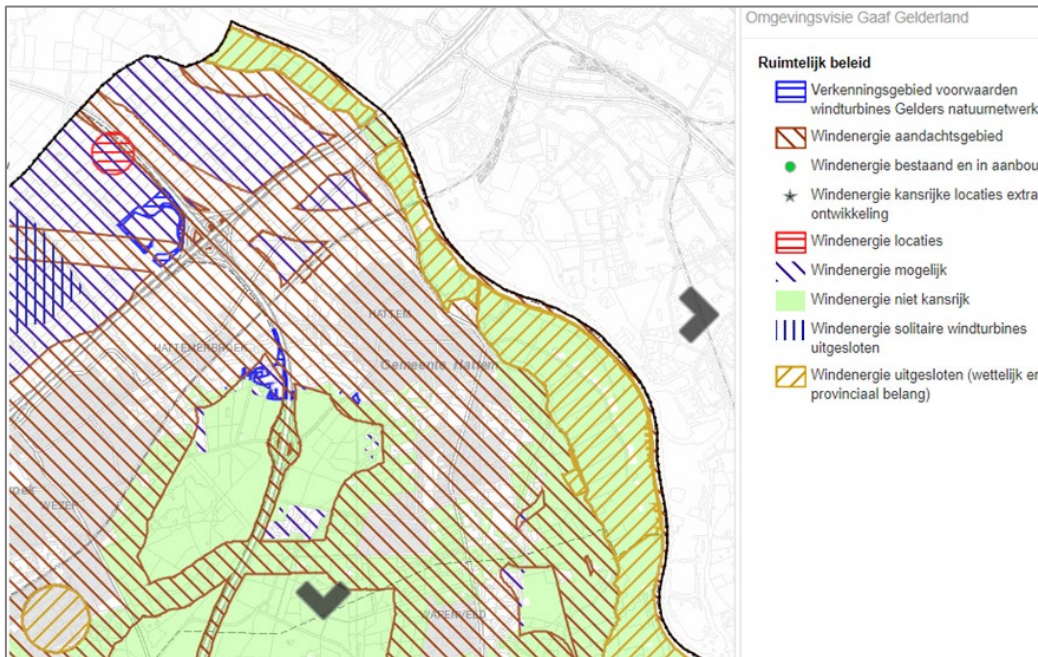 Omgevingsvisie Gaaf Gelderland
Ruimtelijk beleid
Verkenningsgebied voorwaarden
windturbines Gelders natuurnetwerk
Windenergie aandachtsgebied
Windenergie bestaand en in aanbou
Windenergie kansrijke locaties extra
ontwikkeling
Windenergie locaties
Windenergie mogelijk
Windenergie niet kansrijk
Windenergie solitaire windturbines
uitgesloten
Windenergie uitgesloten (wettelijk en
provinciaal belang)
HATTEM
HATTEMERBROEK
Gemeente Hattem
WEZEP
WAPENVELD